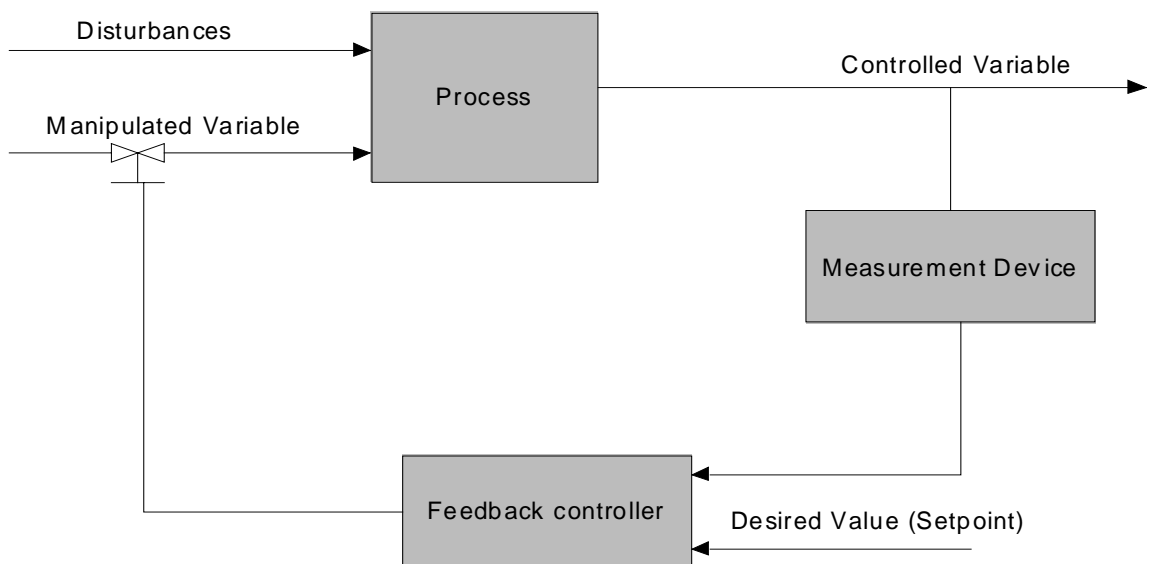 Disturbances
Process
Controlled Variable
Manipulated Variable
Measurement Device
Feedback controller
Desired Value (Setpoint)